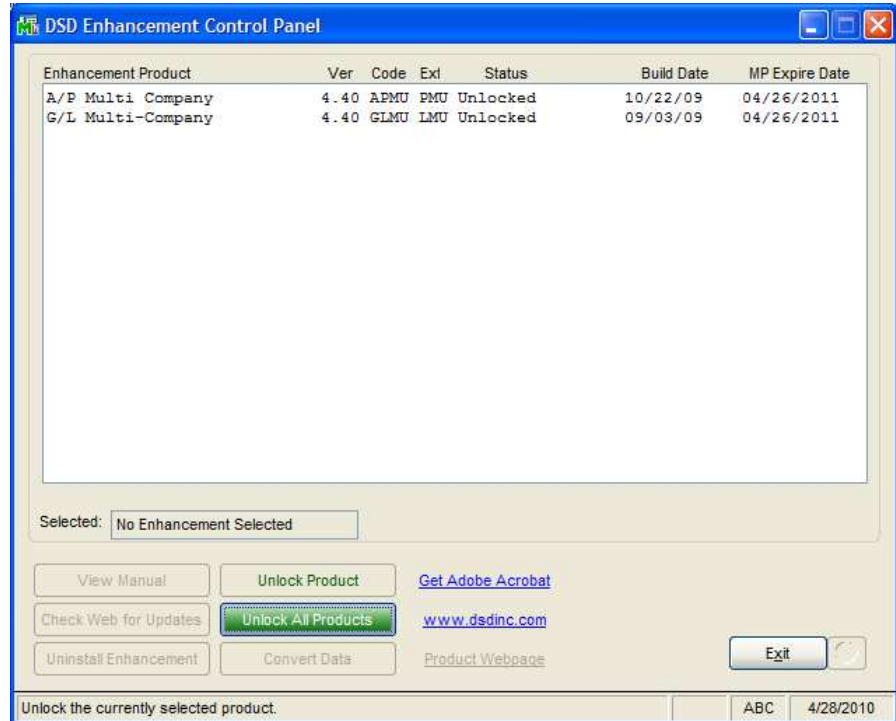 DSD Enhancement Control Panel
Enhancement Product Ver Code Ext Status Build Date MP Expire Date
A/P Multi Company 4.40 APMU PMU Unlocked 10/22/09 04/26/2011
G/L Multi-Company 4.40 GLMU LMU Unlocked 09/03/09 04/26/2011
Selected: No Enhancement Selected
View Manual Unlock Product Get Adobe Acrobat
Check Web for Updates Unlock All Products www.dsdinc.com
Uninstall Enhancement Convert Data Product Webpage Exit
Unlock the currently selected product. ABC 4/28/2010